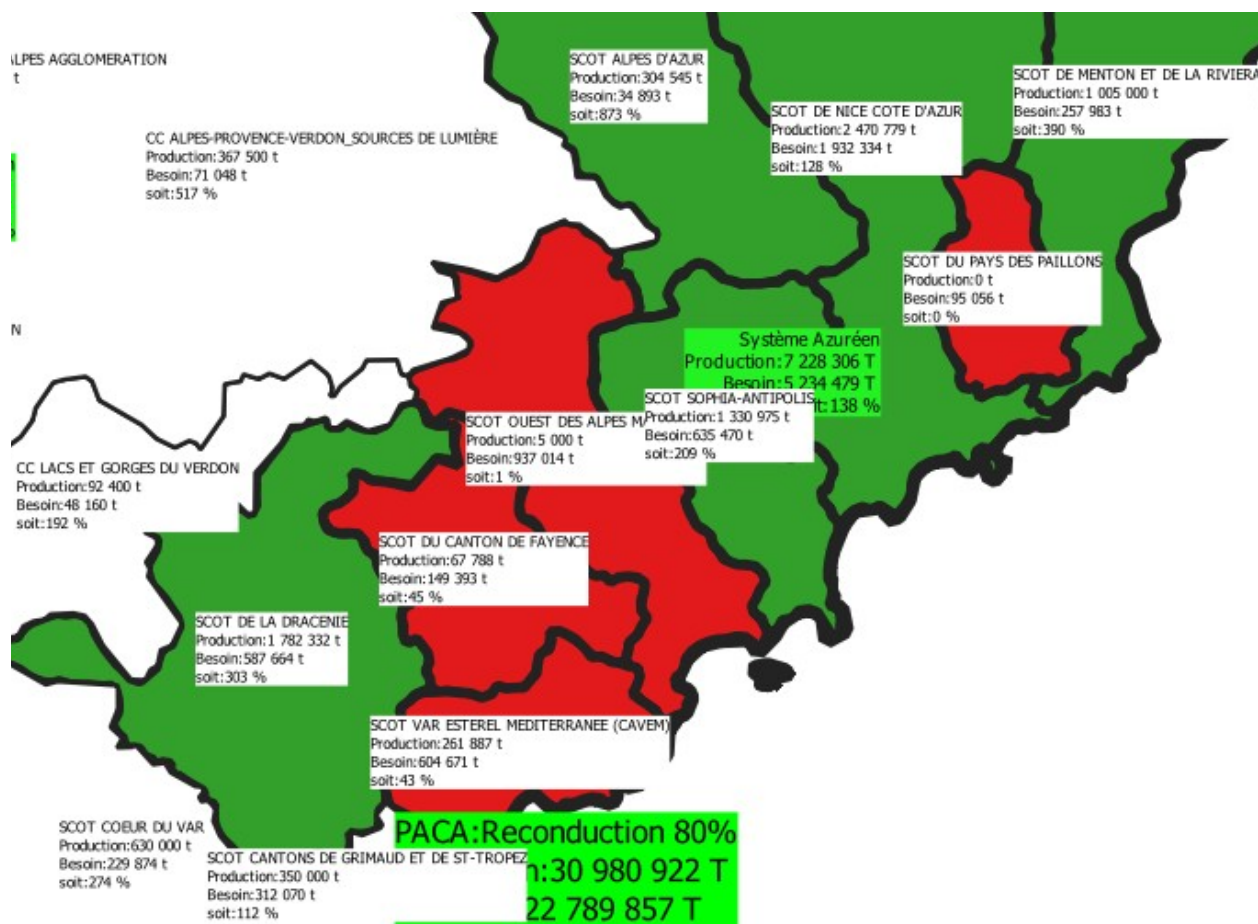 ALPES AGGLOMERATION
t
CC ALPES-PROVENCE-VERDON_SOURCES DE LUMIÈRE
Production:367 500 t
Besoin:71 048 t
soit:517 %
SCOT ALPES D'AZUR
Production:304 545 t
Besoin:34 893 t
soit:873 %
SCOT DE NICE COTE D'AZUR
Production:2 470 779 t
Besoin:1 932 334 t
soit:128 %
SCOT DE MENTON ET DE LA RIVIERA
Production:1 005 000 t
Besoin:257 983 t
soit:390 %
SCOT DU PAYS DES PAILLONS
Production:0 t
Besoin:95 056 t
soit:0 %
N
Système Azuréen
Production:7 228 306 T
Besoin:5 234 479 T
it:138 %
SCOT OUEST DES ALPES M
Production:5 000 t
Besoin:937 014 t
soit:1 %
SCOT SOPHIA-ANTIPOLIS
Production:1 330 975 t
Besoin:635 470 t
soit:209 %
CC LACS ET GORGES DU VERDON
Production:92 400 t
Besoin:48 160 t
soit:192 %
SCOT DU CANTON DE FAYENCE
Production:67 788 t
Besoin:149 393 t
soit:45 %
SCOT DE LA DRACENIE
Production:1 782 332 t
Besoin:587 664 t
soit:303 %
SCOT VAR ESTEREL MEDITERRANEE (CAVEM)
Production:261 887 t
Besoin:604 671 t
soit:43 %
SCOT COEUR DU VAR
Production:630 000 t
Besoin:229 874 t
soit:274 %
SCOT CANTONS DE GRIMAUD ET DE ST-TROPEZ
Production:350 000 t
Besoin:312 070 t
soit:112 %
PACA:Reconduction 80%
n:30 980 922 T
22 789 857 T